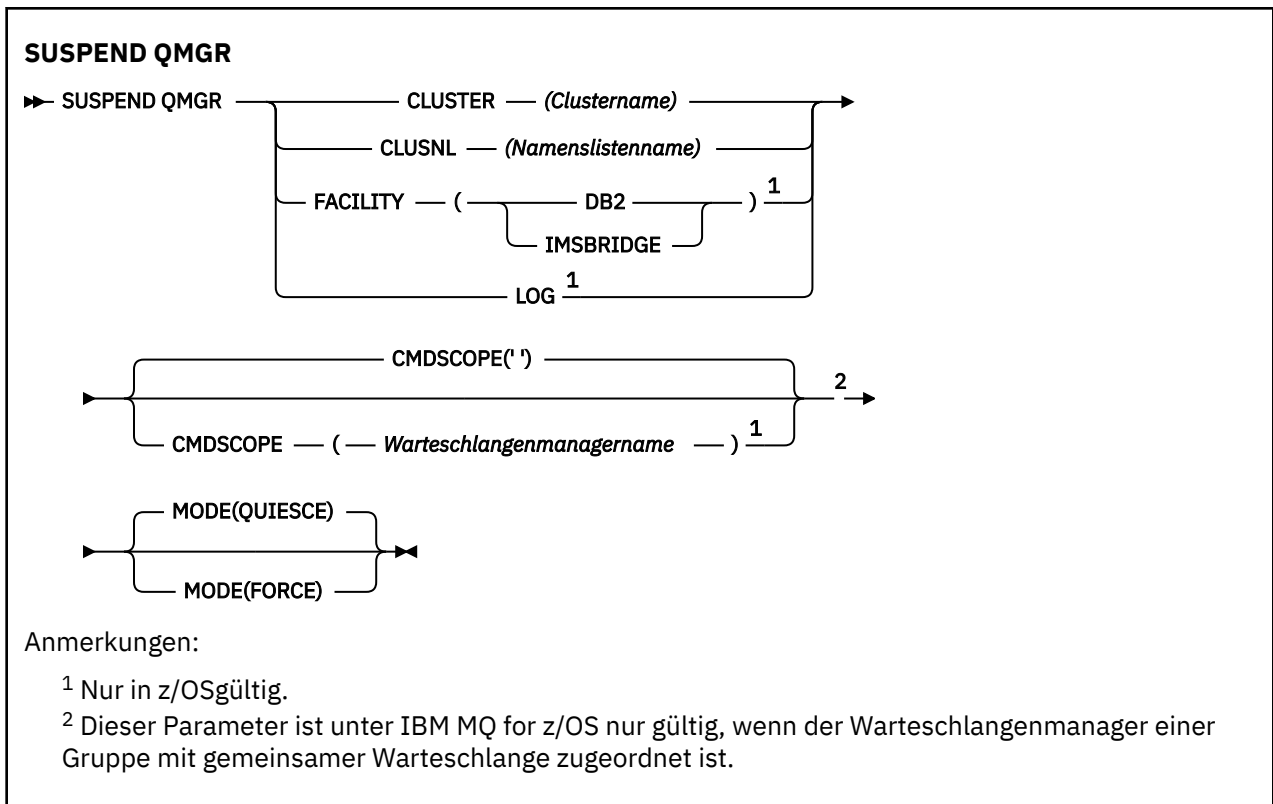 SUSPEND QMGR
SUSPEND QMGR CLUSTER (Clustername)
CLUSNL (Namenslistenname)
FACILITY ( DB2 ) 1
IMSBRIDGE
LOG 1
CMDSCOPE(' ')
2
CMDSCOPE ( Warteschlangenmanagername ) 1
MODE(QUIESCE)
MODE(FORCE)
Anmerkungen:
1 Nur in z/OSgültig.
2 Dieser Parameter ist unter IBM MQ for z/OS nur gültig, wenn der Warteschlangenmanager einer
Gruppe mit gemeinsamer Warteschlange zugeordnet ist.